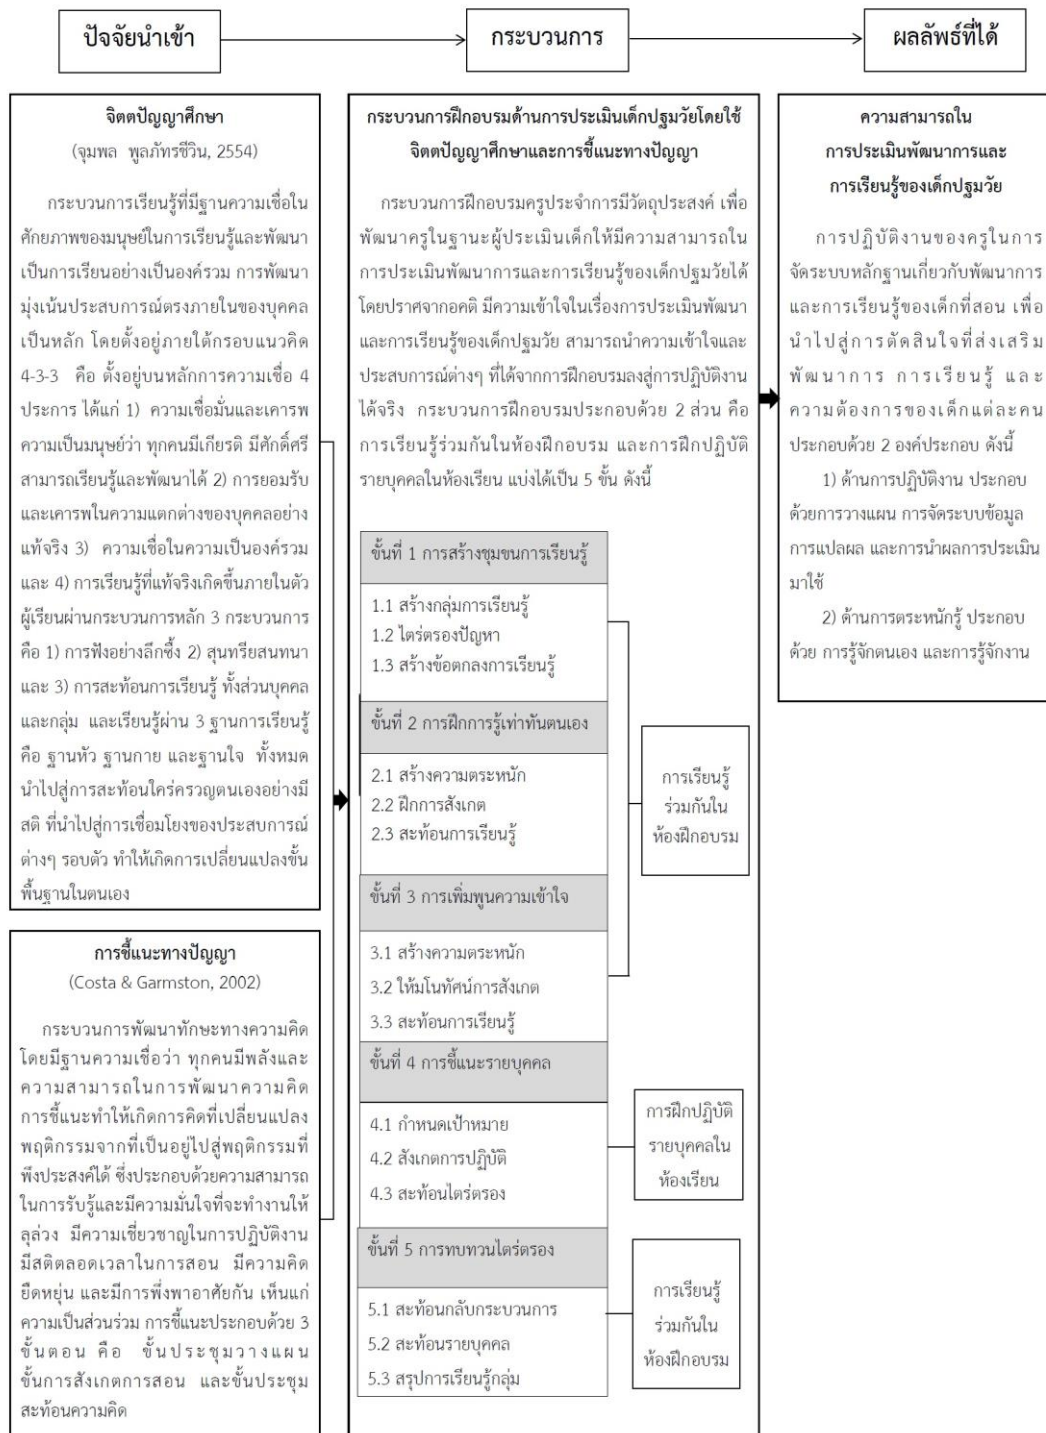 ปัจจัยนำเข้า
กระบวนการ
ผลลัพธ์ที่ได้
จิตตปัญญาศึกษา
(จุมพล พูลภัทรชีวิน, 2554)
กระบวนการเรียนรู้ที่มีฐานความเชื่อใน
ศักยภาพของมนุษย์ในการเรียนรู้และพัฒนา
เป็นการเรียนอย่างเป็นองค์รวม การพัฒนา
มุ่งเน้นประสบการณ์ตรงภายในของบุคคล
เป็นหลัก โดยตั้งอยู่ภายใต้กรอบแนวคิด
4-3-3 คือ ตั้งอยู่บนหลักการความเชื่อ 4
ประการ ได้แก่ 1) ความเชื่อมั่นและเคารพ
ความเป็นมนุษย์ว่า ทุกคนมีเกียรติ มีศักดิ์ศรี
สามารถเรียนรู้และพัฒนาได้ 2) การยอมรับ
และเคารพในความแตกต่างของบุคคลอย่าง
แท้จริง 3) ความเชื่อในความเป็นองค์รวม
และ 4) การเรียนรู้ที่แท้จริงเกิดขึ้นภายในตัว
ผู้เรียนผ่านกระบวนการหลัก 3 กระบวนการ
คือ 1) การฟังอย่างลึกซึ้ง 2) สุนทรียสนทนา
และ 3) การสะท้อนการเรียนรู้ ทั้งส่วนบุคคล
และกลุ่ม และเรียนรู้ผ่าน 3 ฐานการเรียนรู้
คือ ฐานหัว ฐานกาย และฐานใจ ทั้งหมด
นำไปสู่การสะท้อนใคร่ครวญตนเองอย่างมี
สติ ที่นำไปสู่การเชื่อมโยงของประสบการณ์
ต่างๆ รอบตัว ทำให้เกิดการเปลี่ยนแปลงขั้น
พื้นฐานในตนเอง
การชี้แนะทางปัญญา
(Costa & Garmston, 2002)
กระบวนการพัฒนาทักษะทางความคิด
โดยมีฐานความเชื่อว่า ทุกคนมีพลังและ
ความสามารถในการพัฒนาความคิด
การชี้แนะทำให้เกิดการคิดที่เปลี่ยนแปลง
พฤติกรรมจากที่เป็นอยู่ไปสู่พฤติกรรมที่
พึงประสงค์ได้ ซึ่งประกอบด้วยความสามารถ
ในการรับรู้และมีความมั่นใจที่จะทำงานให้
ลุล่วง มีความเชี่ยวชาญในการปฏิบัติงาน
มีสติตลอดเวลาในการสอน มีความคิด
ยืดหยุ่น และมีการพึ่งพาอาศัยกัน เห็นแก่
ความเป็นส่วนร่วม การชี้แนะประกอบด้วย 3
ขั้นตอน คือ ขั้นประชุมวางแผน
ขั้นการสังเกตการสอน และขั้นประชุม
สะท้อนความคิด
กระบวนการฝึกอบรมด้านการประเมินเด็กปฐมวัยโดยใช้
จิตตปัญญาศึกษาและการชี้แนะทางปัญญา
กระบวนการฝึกอบรมครูประจำการมีวัตถุประสงค์ เพื่อ
พัฒนาครูในฐานะผู้ประเมินเด็กให้มีความสามารถใน
การประเมินพัฒนาการและการเรียนรู้ของเด็กปฐมวัยได้
โดยปราศจากอคติ มีความเข้าใจในเรื่องการประเมินพัฒนา
และการเรียนรู้ของเด็กปฐมวัย สามารถนำความเข้าใจและ
ประสบการณ์ต่างๆ ที่ได้จากการฝึกอบรมลงสู่การปฏิบัติงาน
ได้จริง กระบวนการฝึกอบรมประกอบด้วย 2 ส่วน คือ
การเรียนรู้ร่วมกันในห้องฝึกอบรม และการฝึกปฏิบัติ
รายบุคคลในห้องเรียน แบ่งได้เป็น 5 ขั้น ดังนี้
ขั้นที่ 1 การสร้างชุมขนการเรียนรู้
1.1 สร้างกลุ่มการเรียนรู้
1.2 ไตร่ตรองปัญหา
1.3 สร้างข้อตกลงการเรียนรู้
ขั้นที่ 2 การฝึกการรู้เท่าทันตนเอง
2.1 สร้างความตระหนัก
2.2 ฝึกการสังเกต
2.3 สะท้อนการเรียนรู้
ขั้นที่ 3 การเพิ่มพูนความเข้าใจ
3.1 สร้างความตระหนัก
3.2 ให้มโนทัศน์การสังเกต
3.3 สะท้อนการเรียนรู้
ขั้นที่ 4 การชี้แนะรายบุคคล
4.1 กำหนดเป้าหมาย
4.2 สังเกตการปฏิบัติ
4.3 สะท้อนไตร่ตรอง
ขั้นที่ 5 การทบทวนไตร่ตรอง
5.1 สะท้อนกลับกระบวนการ
5.2 สะท้อนรายบุคคล
5.3 สรุปการเรียนรู้กลุ่ม
การเรียนรู้
ร่วมกันใน
ห้องฝึกอบรม
การฝึกปฏิบัติ
รายบุคคลใน
ห้องเรียน
การเรียนรู้
ร่วมกันใน
ห้องฝึกอบรม
ความสามารถใน
การประเมินพัฒนาการและ
การเรียนรู้ของเด็กปฐมวัย
การปฏิบัติงานของครูในการ
จัดระบบหลักฐานเกี่ยวกับพัฒนาการ
และการเรียนรู้ของเด็กที่สอน เพื่อ
นำไปสู่การตัดสินใจที่ส่งเสริม
พัฒนาการ การเรียนรู้ และ
ความต้องการของเด็กแต่ละคน
ประกอบด้วย 2 องค์ประกอบ ดังนี้
1) ด้านการปฏิบัติงาน ประกอบ
ด้วยการวางแผน การจัดระบบข้อมูล
การแปลผล และการนำผลการประเมิน
มาใช้
2) ด้านการตระหนักรู้ ประกอบ
ด้วย การรู้จักตนเอง และการรู้จักงาน